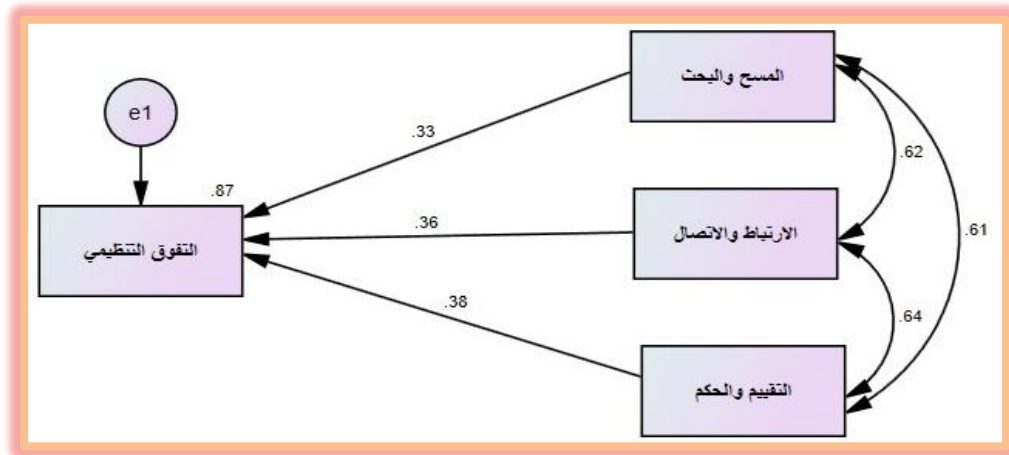 المسح والبحث
e1
.33
.62
.87
الارتباط والاتصال
.36
.61
التفوق التنظيمي
.38
.64
التقييم والحكم